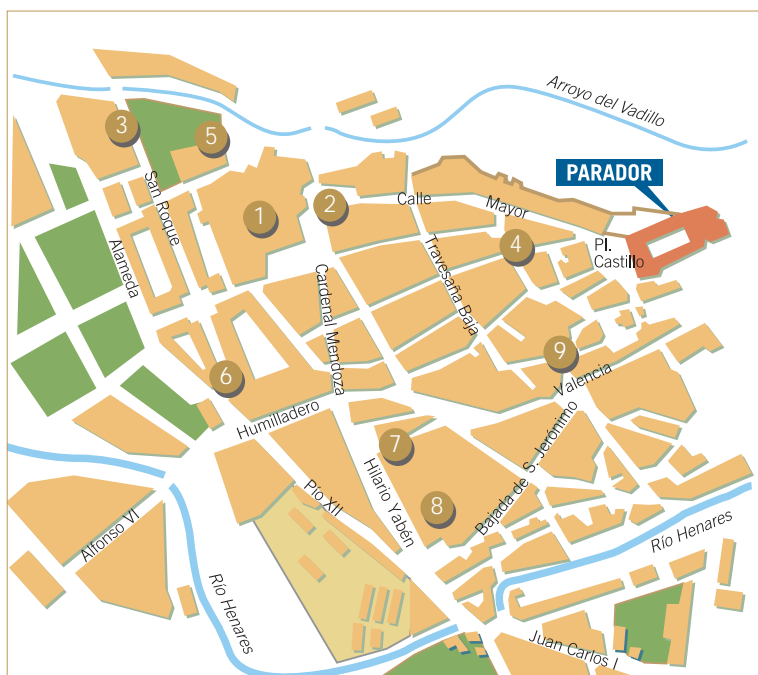 Arroyo del Vadillo
3
5
PARADOR
San Roque
1
2
Calle
Mayor
4
Pl.
Castillo
Alameda
Travesaña Baja
Cardenal Mendoza
9
6
Valencia
Humilladero
7
Bajada de S. Jerónimo
Hilario Yabén
Pío XII
8
Alfonso VI
Río Henares
Río Henares
Juan Carlos I